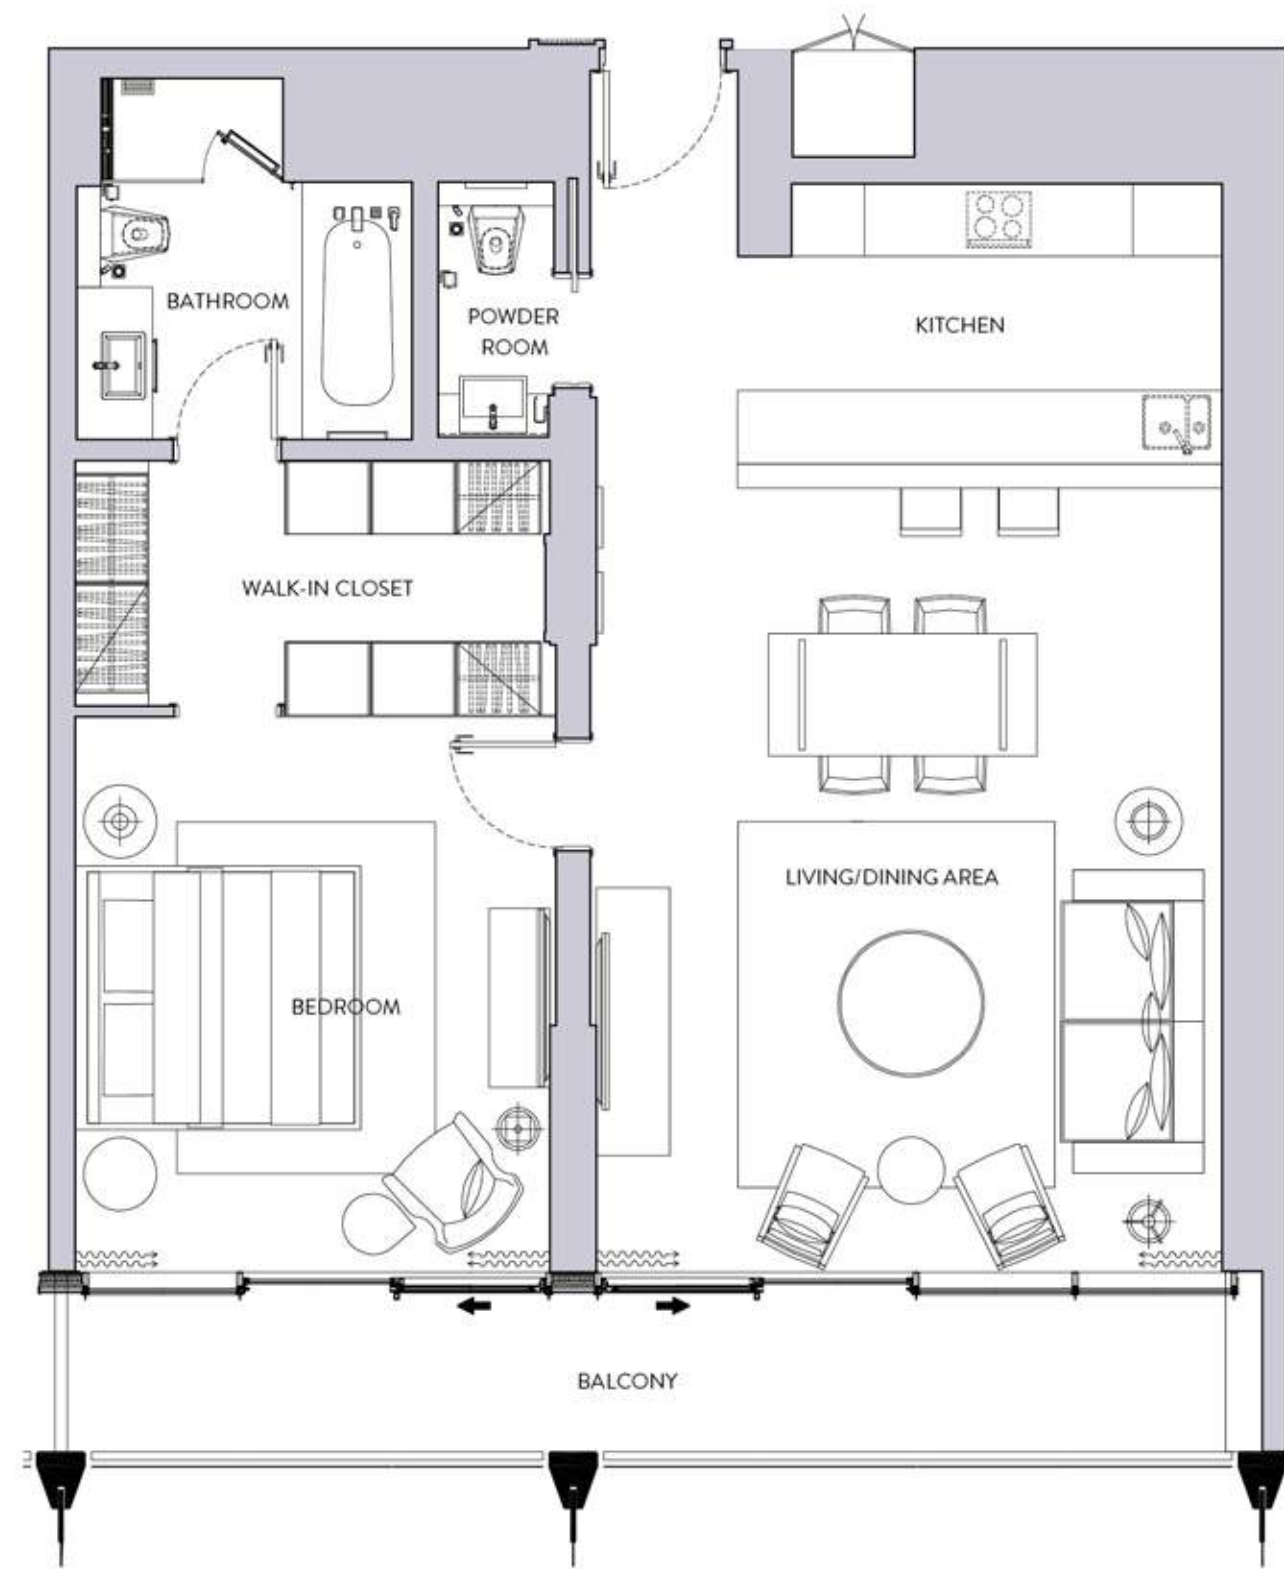 BATHROOM
POWDER
ROOM
KITCHEN
WALK-IN CLOSET
LIVING/DINING AREA
BEDROOM
BALCONY